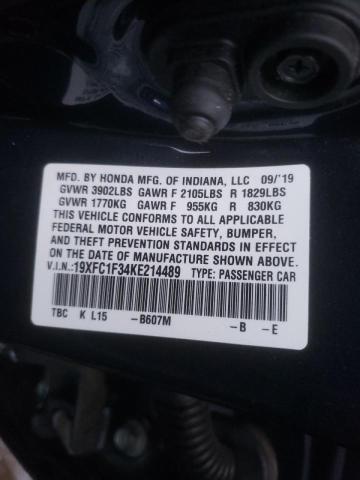 MFD. BY HONDA MFG. OF INDIANA, LLC 09/'19
GVWR 3902LBS GAWR F 2105LBS R 1829LBS
GVWR 1770KG GAWR F 955KG R 830KG
THIS VEHICLE CONFORMS TO ALL APPLICABLE
FEDERAL MOTOR VEHICLE SAFETY, BUMPER,
AND THEFT PREVENTION STANDARDS IN EFFECT
ON THE DATE OF MANUFACTURE SHOWN ABOVE.
V.I.N.:19XFC1F34KE214489 TYPE: PASSENGER CAR
TBC K L15 -B607M -B -E